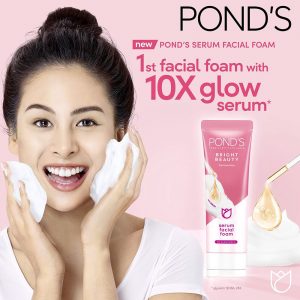 POND'S
new POND'S SERUM FACIAL FOAM
1st facial foam with
10X glow
serum*
POND'S
BRIGHT BEAUTY
serum
facial
foam